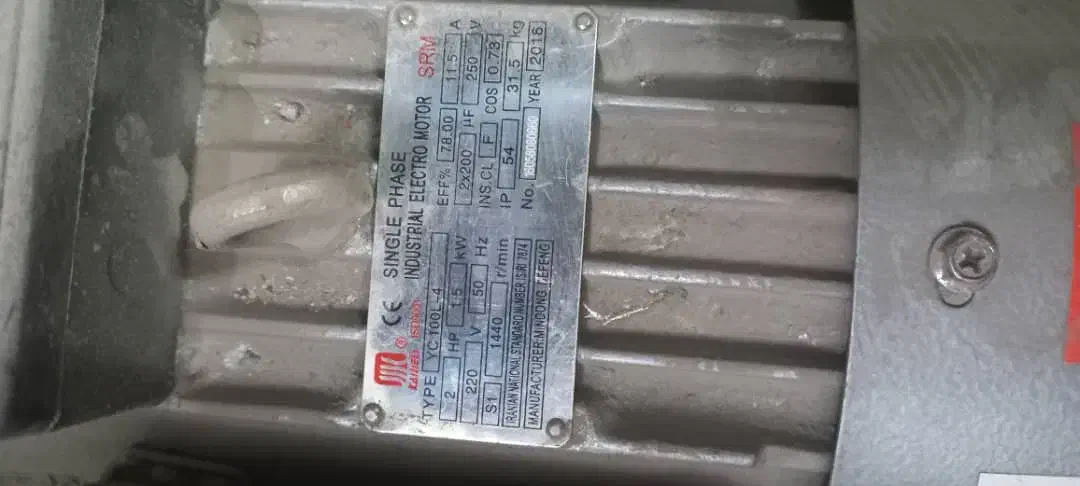 CE SINGLE PHASE
INDUSTRIAL ELECTRO MOTOR SRM
®
TYPE YC 100L-4 EFF% 78.00 11.5 A
2 HP 1.5 kW 2x200 μF 250 V
220 V 50 Hz INS.CL F COS 0.73
S1 1440 r/min IP 54 31.5 kg
IRANIAN NATIONAL STANDARD NUMBER ISIRI 7874 No. YEAR 2016
MANUFACTURER:MINDONG